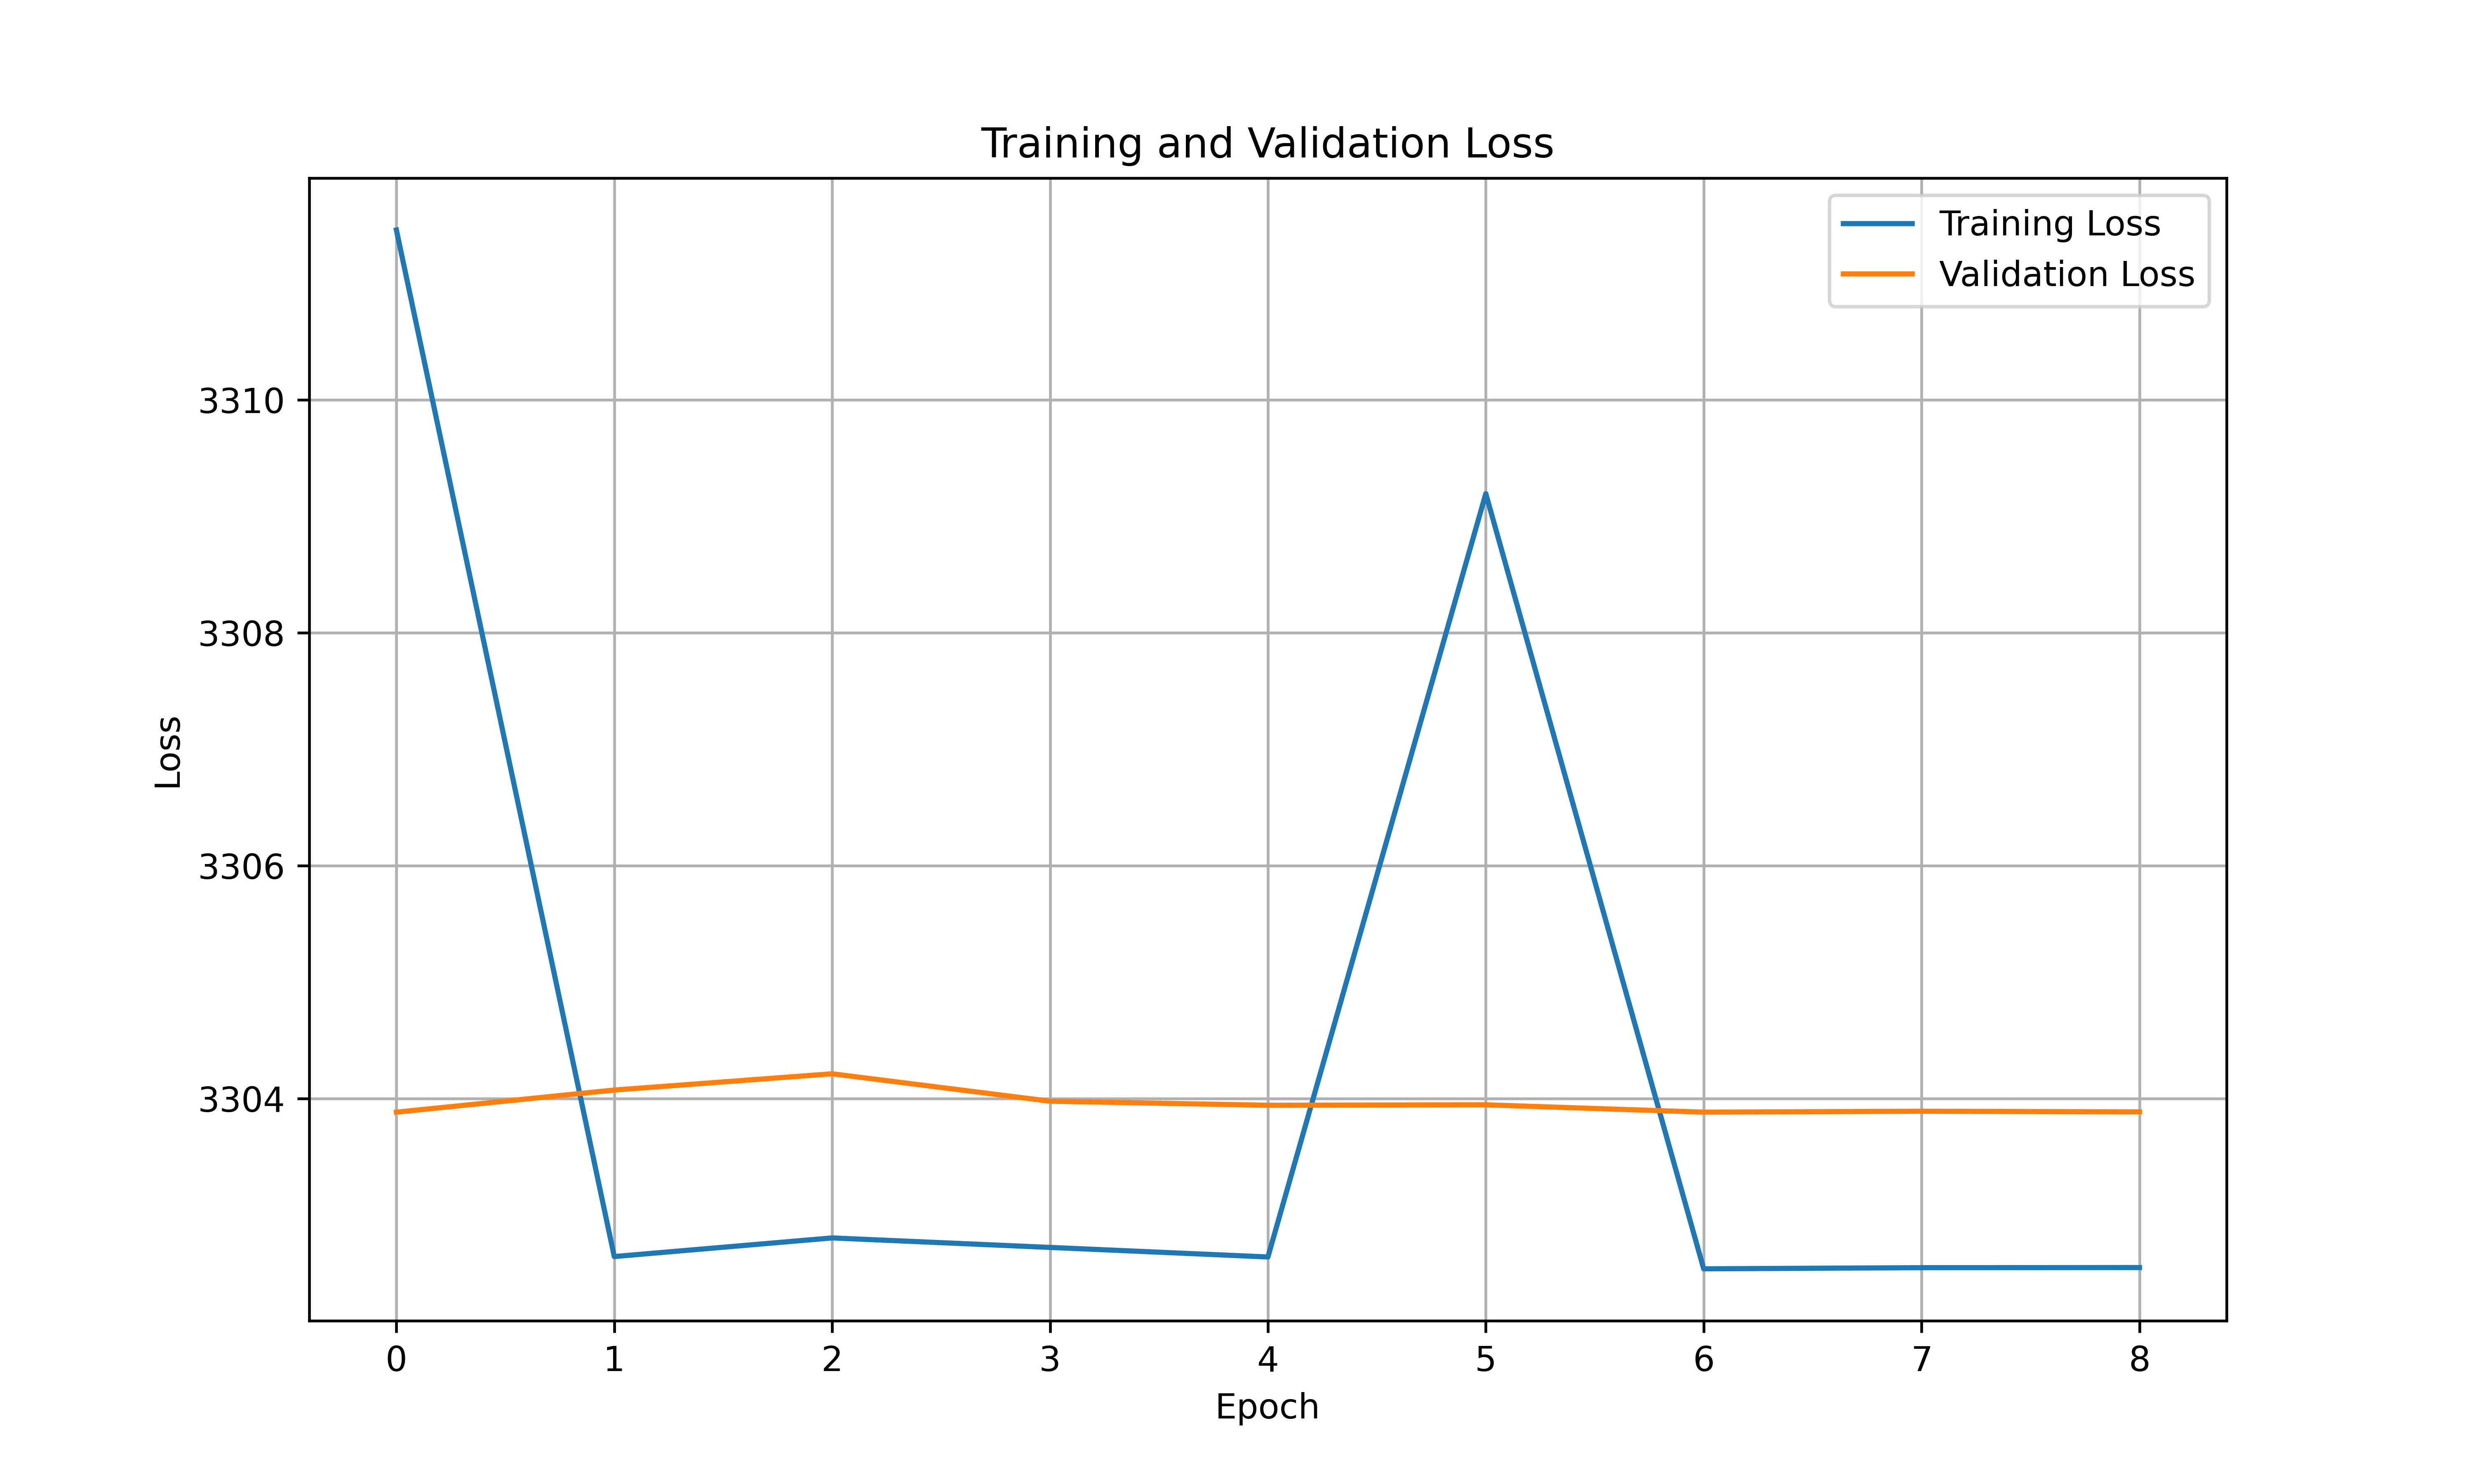 Training and Validation Loss
Training Loss
Validation Loss
3310
3308
3306
3304
Loss
0 1 2 3 4 5 6 7 8
Epoch